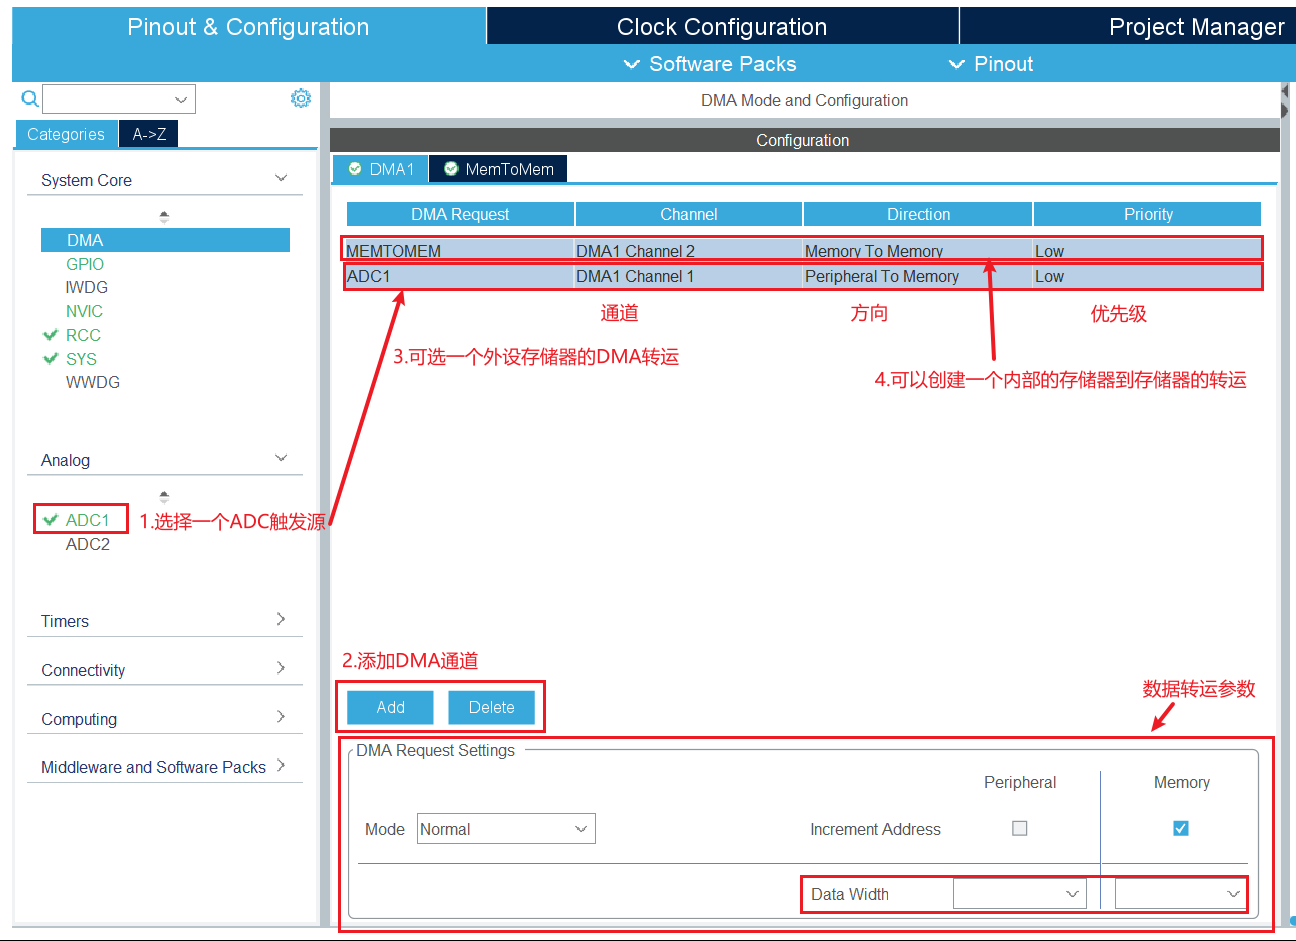 Pinout & Configuration
Clock Configuration
Project Manager
Software Packs
Pinout
DMA Mode and Configuration
Categories
A->Z
Configuration
DMA1
MemToMem
System Core
DMA
GPIO
IWDG
NVIC
RCC
SYS
WWDG
Analog
ADC1
ADC2
Timers
Connectivity
Computing
Middleware and Software Packs
DMA Request Channel Direction Priority
MEMTOMEM DMA1 Channel 2 Memory To Memory Low
ADC1 DMA1 Channel 1 Peripheral To Memory Low
通道 方向 优先级
3.可选一个外设存储器的DMA转运
4.可以创建一个内部的存储器到存储器的转运
1.选择一个ADC触发源
2.添加DMA通道
Add
Delete
数据转运参数
DMA Request Settings
Peripheral Memory
Mode Normal Increment Address
Data Width